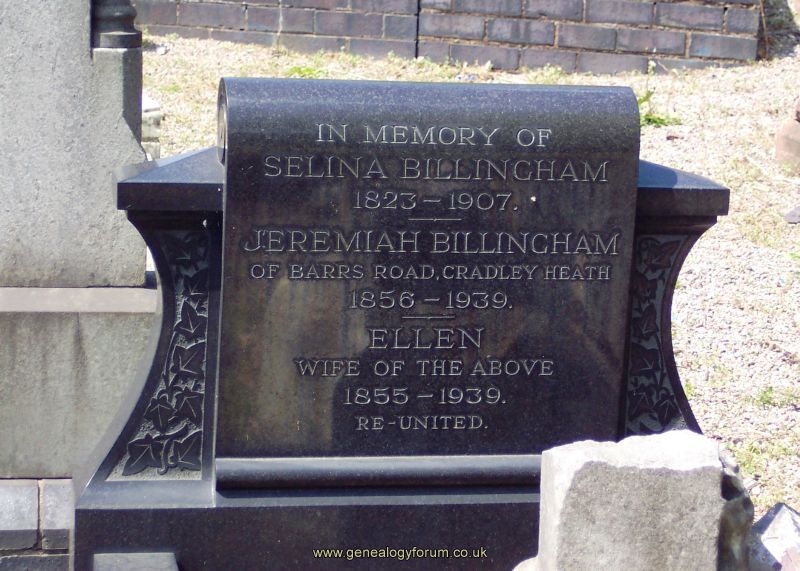 IN MEMORY OF
SELINA BILLINGHAM
1823 – 1907.
JEREMIAH BILLINGHAM
OF BARRS ROAD, CRADLEY HEATH
1856 – 1939.
ELLEN
WIFE OF THE ABOVE
1855 – 1939.
RE-UNITED.
www.genealogyforum.co.uk